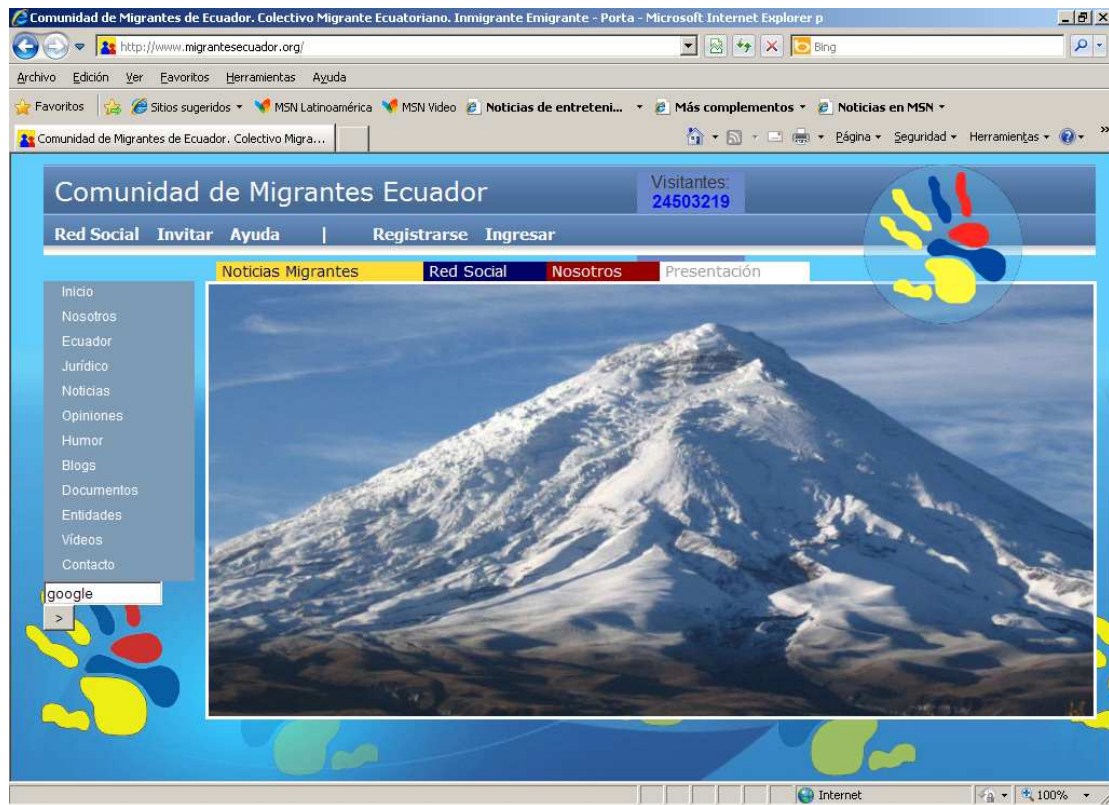 Comunidad de Migrantes de Ecuador. Colectivo Migrante Ecuatoriano. Inmigrante Emigrante - Porta - Microsoft Internet Explorer p
http://www.migrantesecuador.org/
Bing
Archivo Edición Ver Favoritos Herramientas Ayuda
Favoritos Sitios sugeridos MSN Latinoamérica MSN Video Noticias de entreteni... Más complementos Noticias en MSN
Comunidad de Migrantes de Ecuador. Colectivo Migra... Página Seguridad Herramientas »
Comunidad de Migrantes Ecuador
Visitantes:
24503219
Red Social Invitar Ayuda | Registrarse Ingresar
Noticias Migrantes Red Social Nosotros Presentación
Inicio
Nosotros
Ecuador
Jurídico
Noticias
Opiniones
Humor
Blogs
Documentos
Entidades
Vídeos
Contacto
google
>
Internet 100%